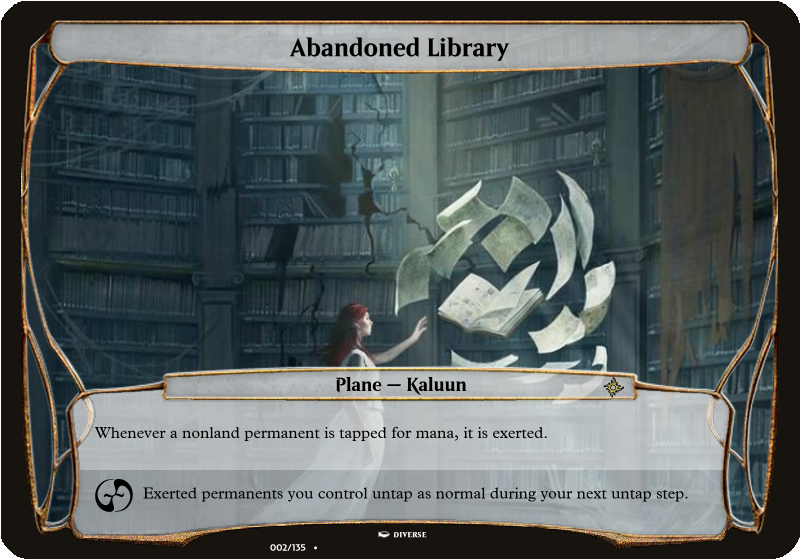 Abandoned Library
Plane — Kaluun
Whenever a nonland permanent is tapped for mana, it is exerted.
Exerted permanents you control untap as normal during your next untap step.
DIVERSE
002/135 •